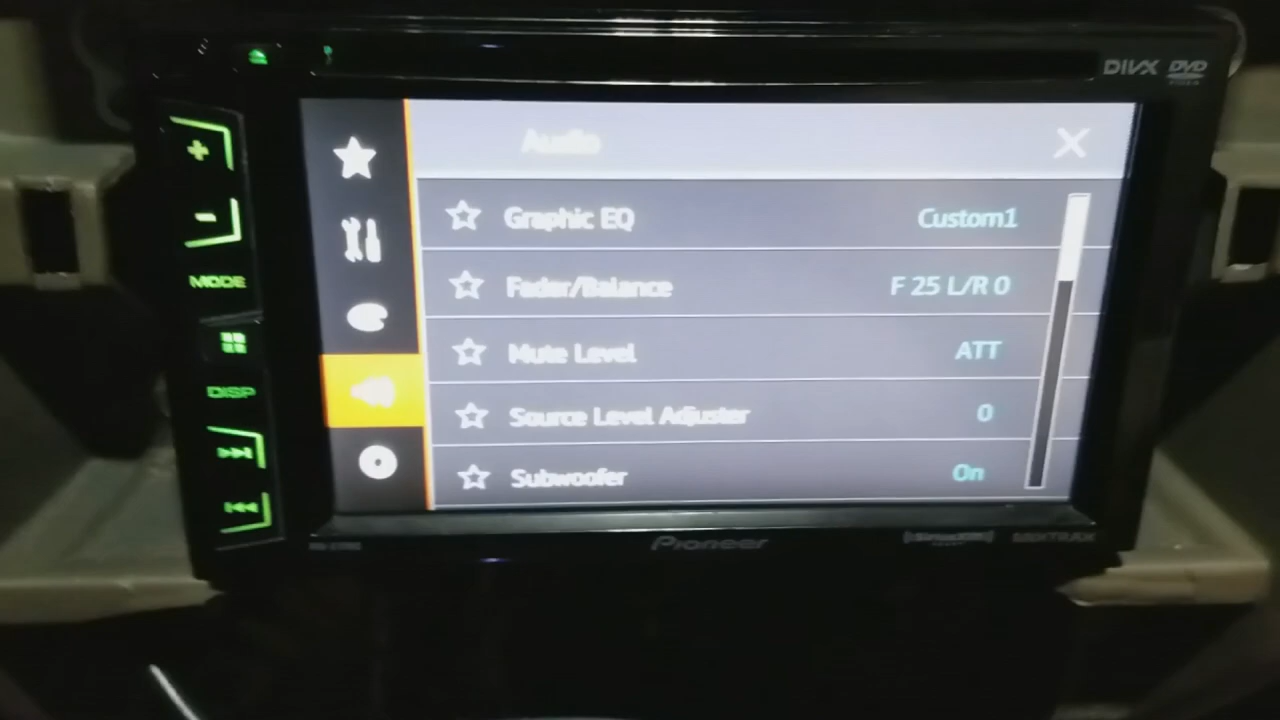 DIVX DVD
Audio
MODE
Graphic EQ Custom1
Fader/Balance F 25 L/R 0
Mute Level ATT
DISP
Source Level Adjuster 0
Subwoofer On
Pioneer MIXTRAX